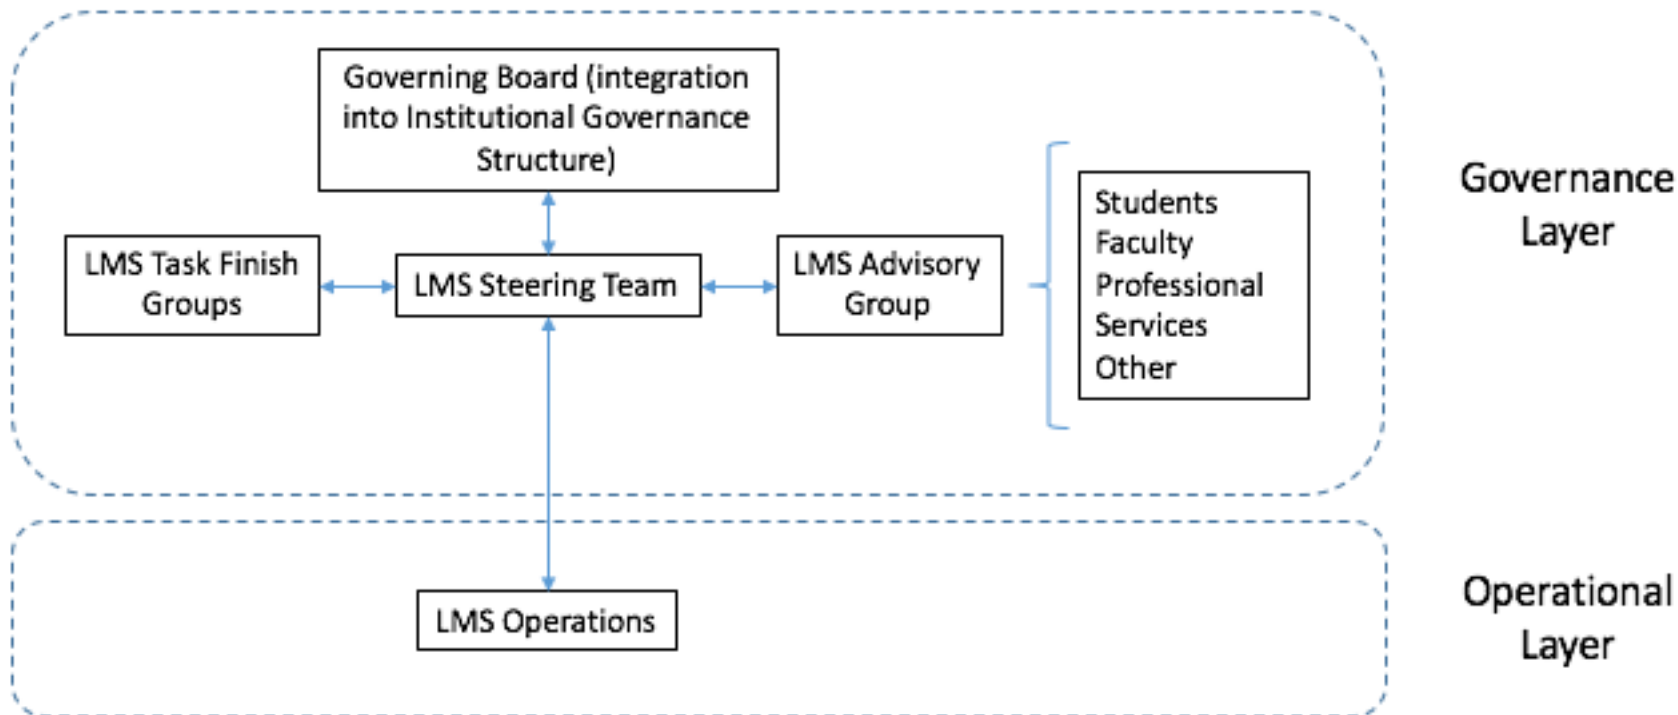 Governing Board (integration
into Institutional Governance
Structure)
LMS Task Finish
Groups
LMS Steering Team
LMS Advisory
Group
Students
Faculty
Professional
Services
Other
Governance
Layer
LMS Operations
Operational
Layer